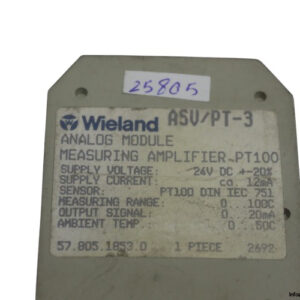 25805
Wieland
ASV/PT-3
ANALOG MODULE
MEASURING AMPLIFIER-PT100
SUPPLY VOLTAGE: 24V DC +-20%
SUPPLY CURRENT: ca. 12mA
SENSOR: PT100 DIN IEC 751
MEASURING RANGE: 0...100C
OUTPUT SIGNAL: 0...20mA
AMBIENT TEMP. 0...50C
57.805.1853.0 1 PIECE 2692